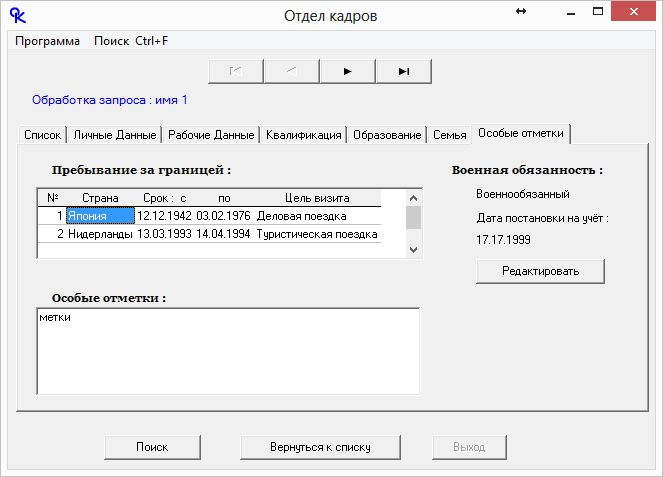 Отдел кадров
Программа Поиск Ctrl+F
Обработка запроса : имя 1
Список Личные Данные Рабочие Данные Квалификация Образование Семья Особые отметки
Пребывание за границей :
№ Страна Срок : с по Цель визита
1 Япония 12.12.1942 03.02.1976 Деловая поездка
2 Нидерланды 13.03.1993 14.04.1994 Туристическая поездка
Военная обязанность :
Военнообязанный
Дата постановки на учёт :
17.17.1999
Редактировать
Особые отметки :
метки
Поиск Вернуться к списку Выход